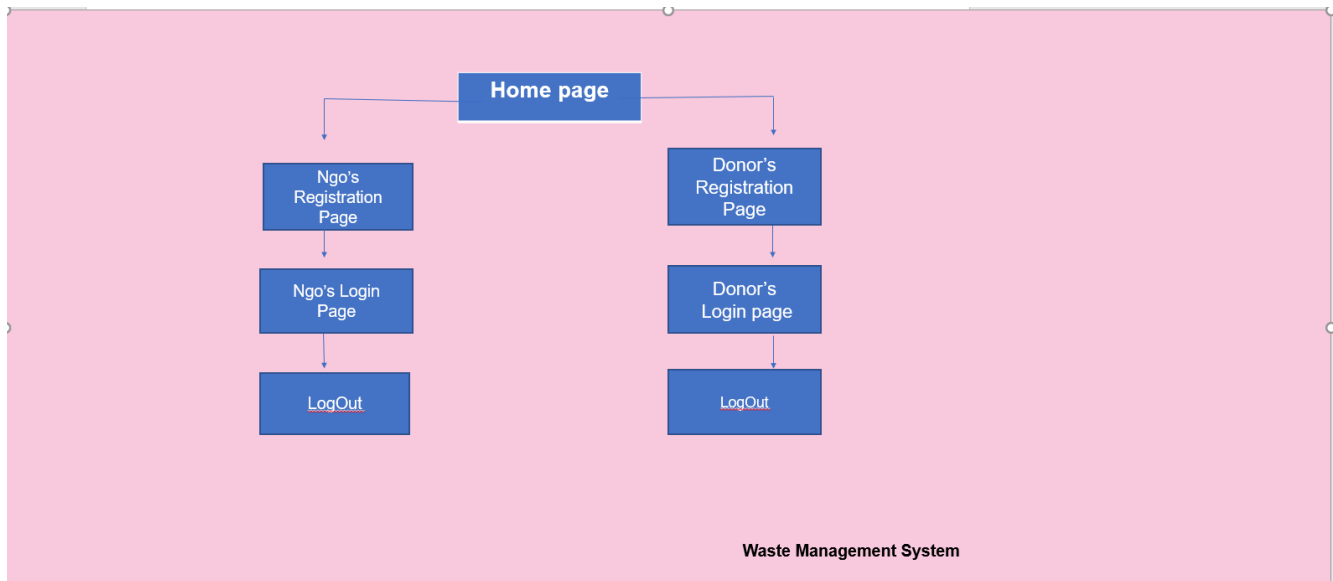 Home page
Ngo's
Registration
Page
Donor's
Registration
Page
Ngo's Login
Page
Donor's
Login page
LogOut
LogOut
Waste Management System